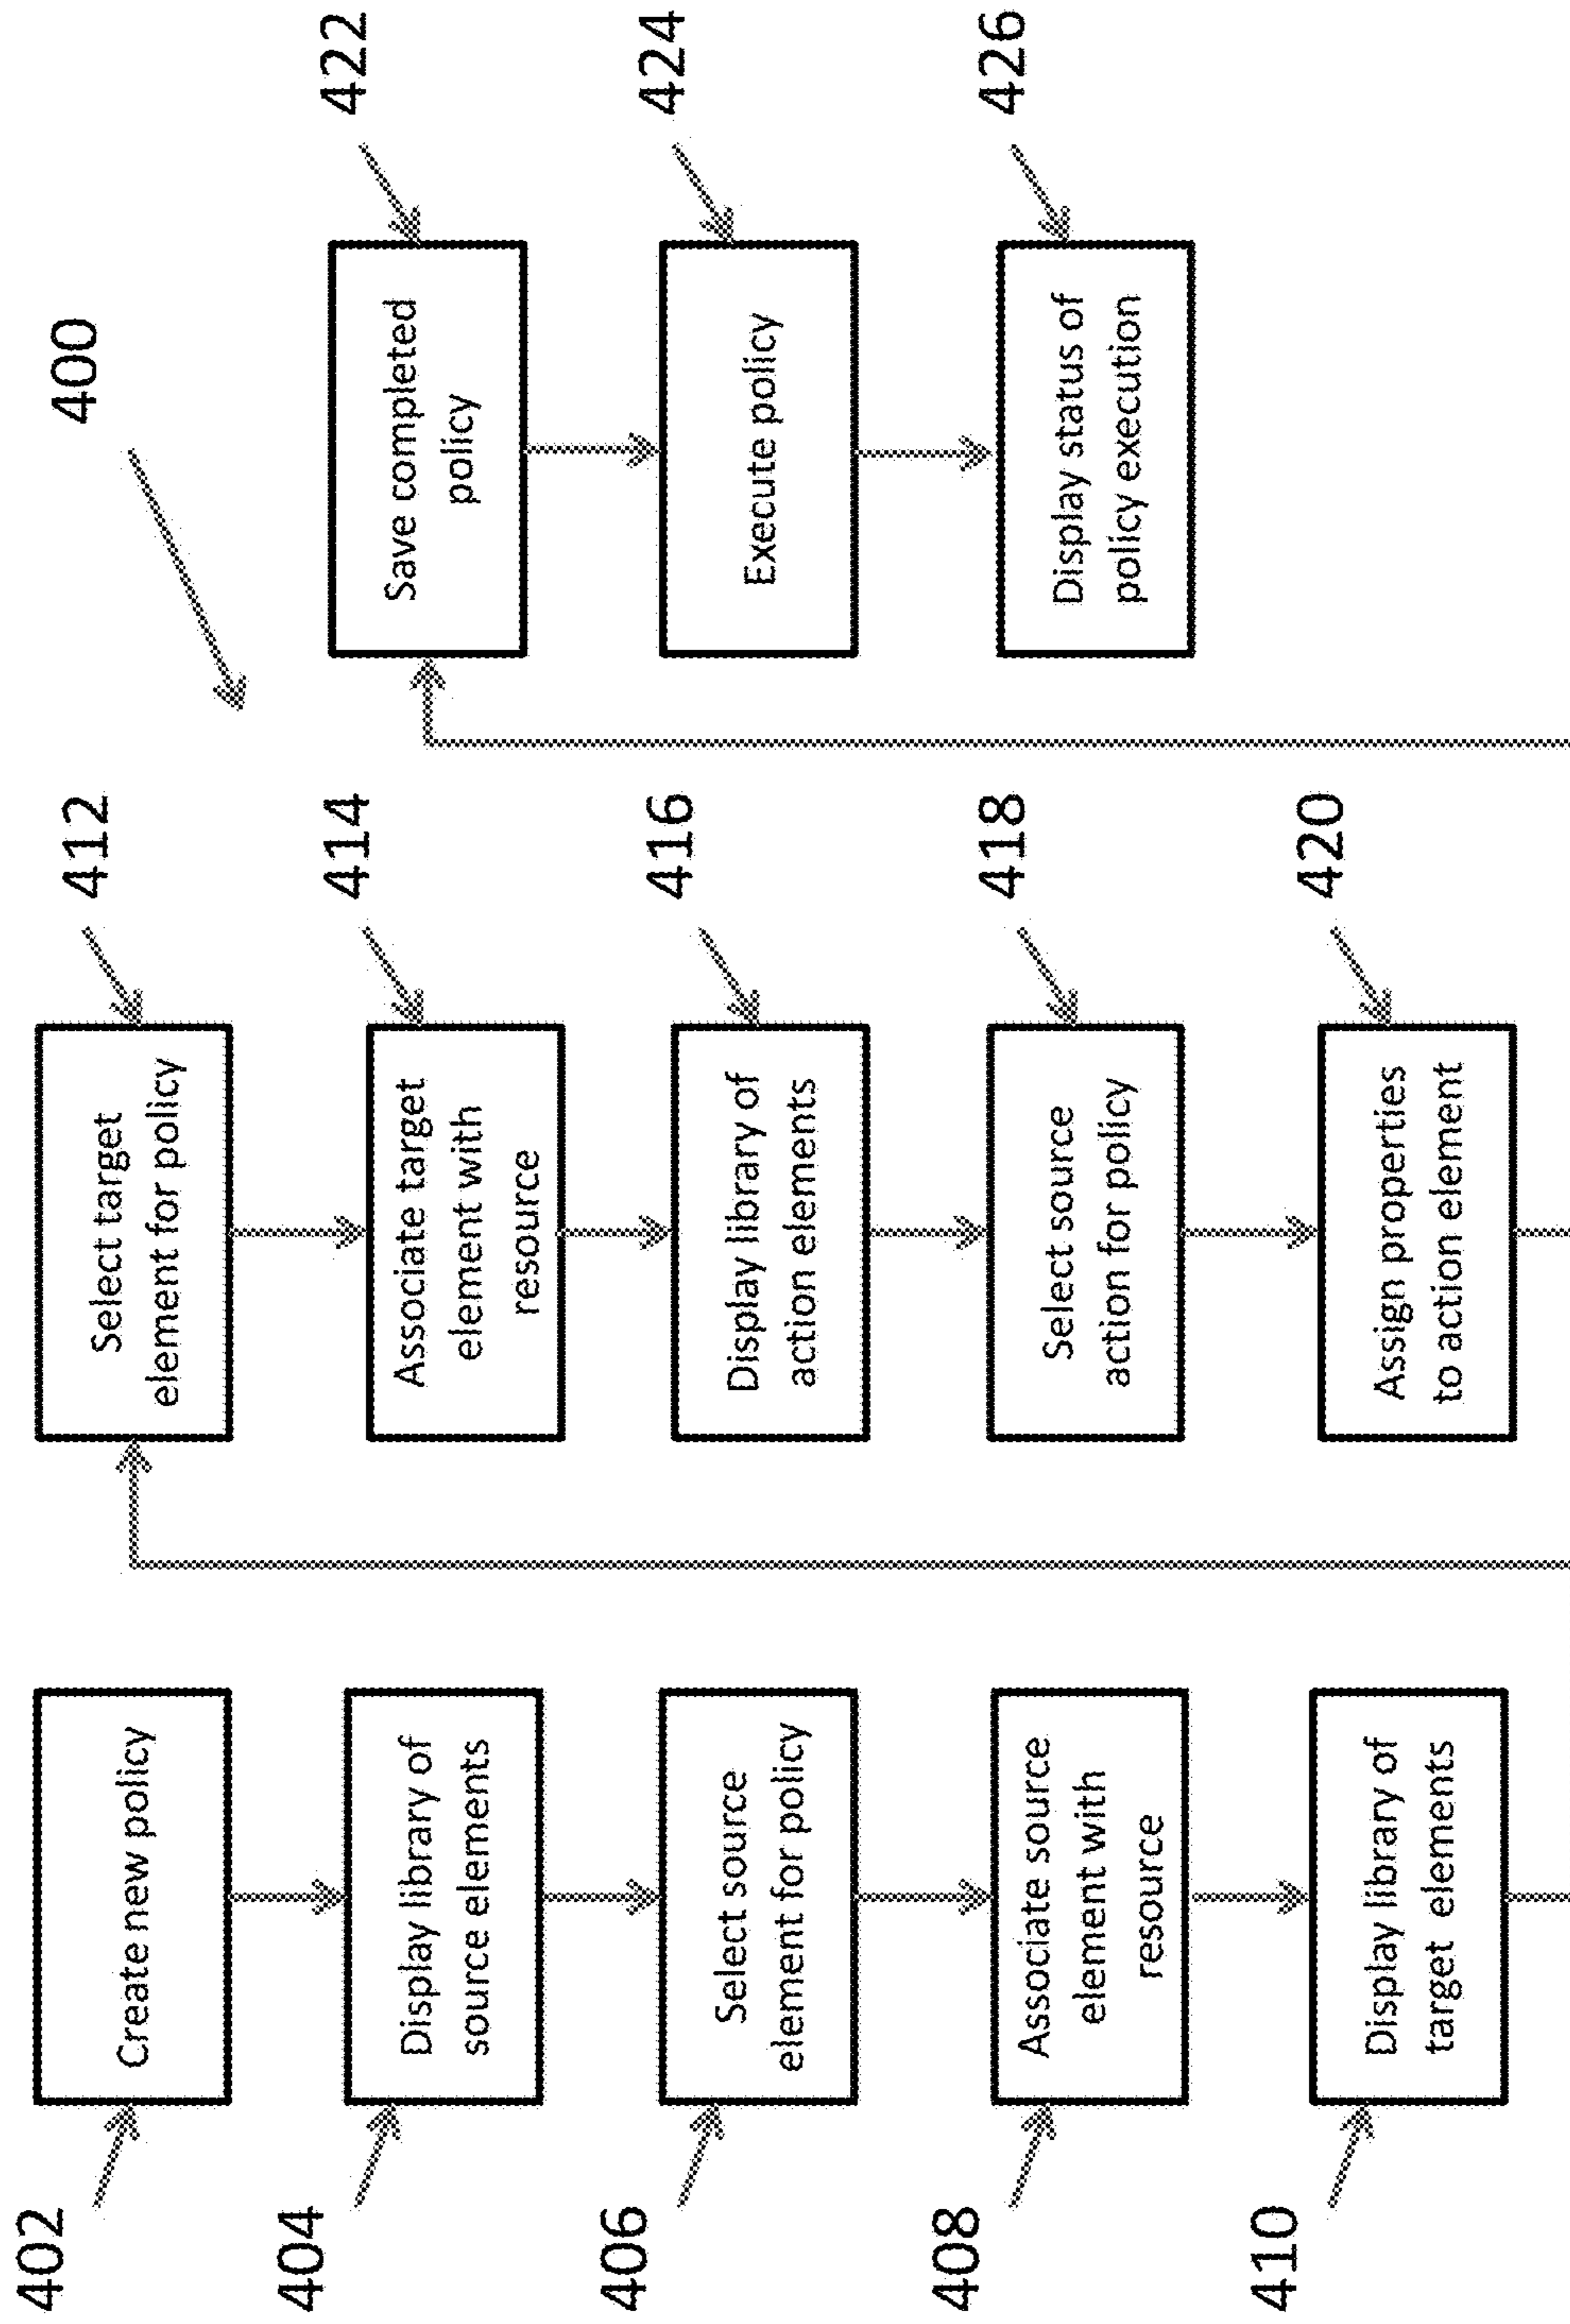 400
402
Create new policy
404
Display library of
source elements
406
Select source
element for policy
408
Associate source
element with
resource
410
Display library of
target elements
412
Select target
element for policy
414
Associate target
element with
resource
416
Display library of
action elements
418
Select source
action for policy
420
Assign properties
to action element
422
Save completed
policy
424
Execute policy
426
Display status of
policy execution